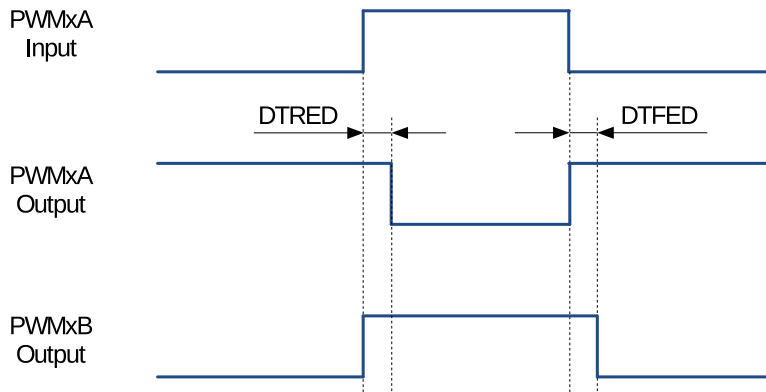 PWMxA
Input
DTRED
DTFED
PWMxA
Output
PWMxB
Output